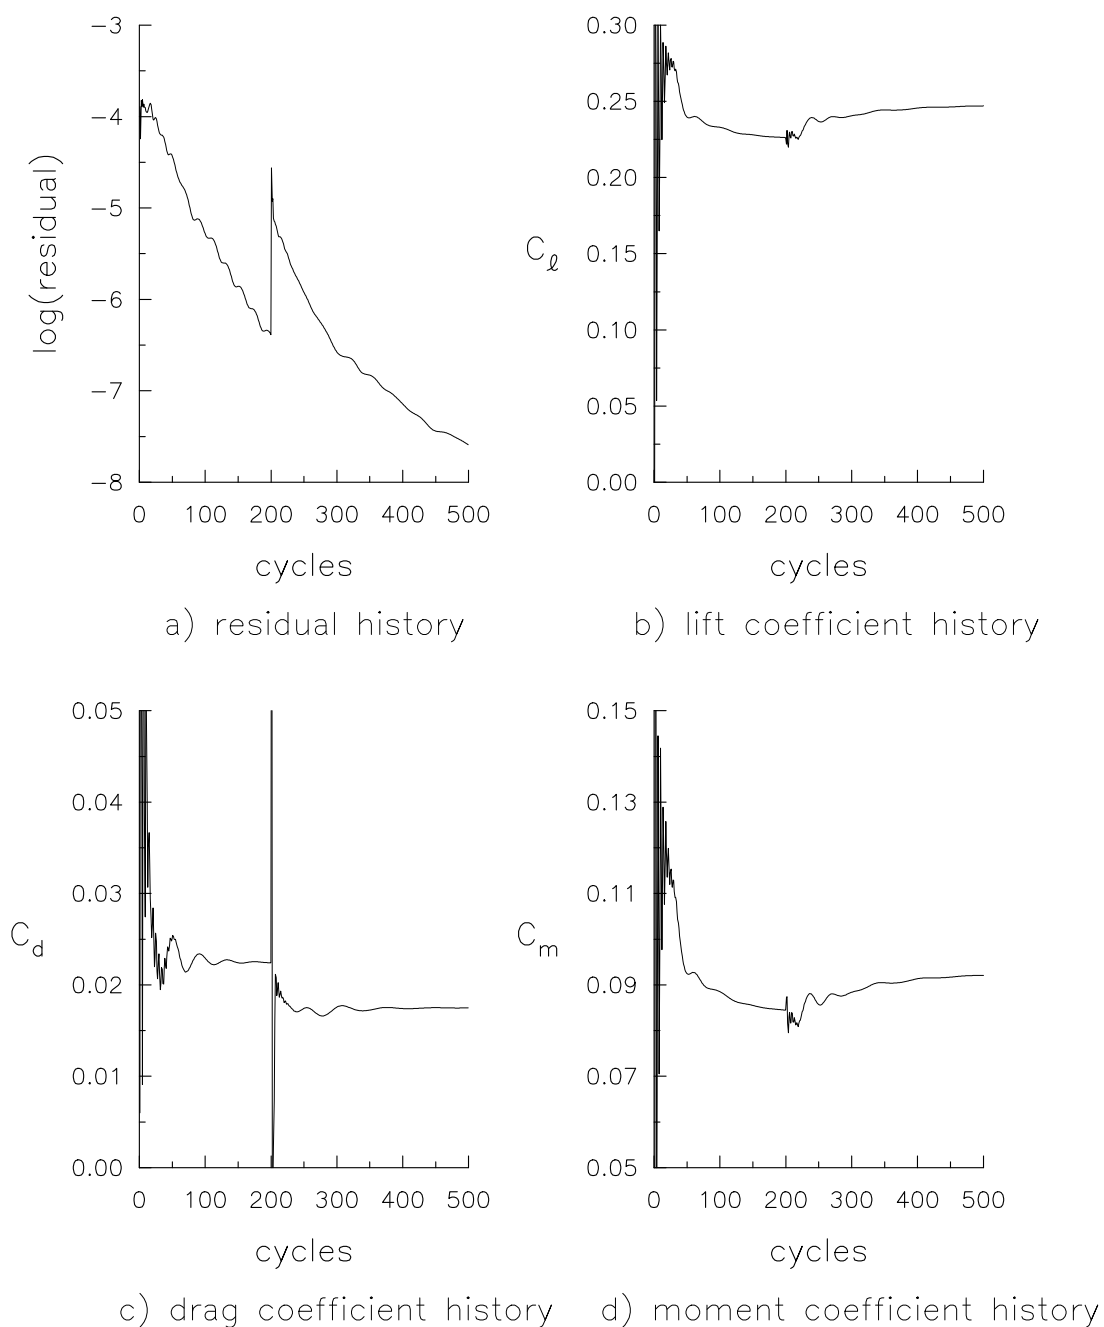 −3
−4
−5
−6
−7
−8
log(residual)
0 100 200 300 400 500
cycles
a) residual history
0.30
0.25
0.20
0.15
0.10
0.05
0.00
Cℓ
0 100 200 300 400 500
cycles
b) lift coefficient history
0.05
0.04
0.03
0.02
0.01
0.00
Cd
0 100 200 300 400 500
cycles
c) drag coefficient history
0.15
0.13
0.11
0.09
0.07
0.05
Cm
0 100 200 300 400 500
cycles
d) moment coefficient history